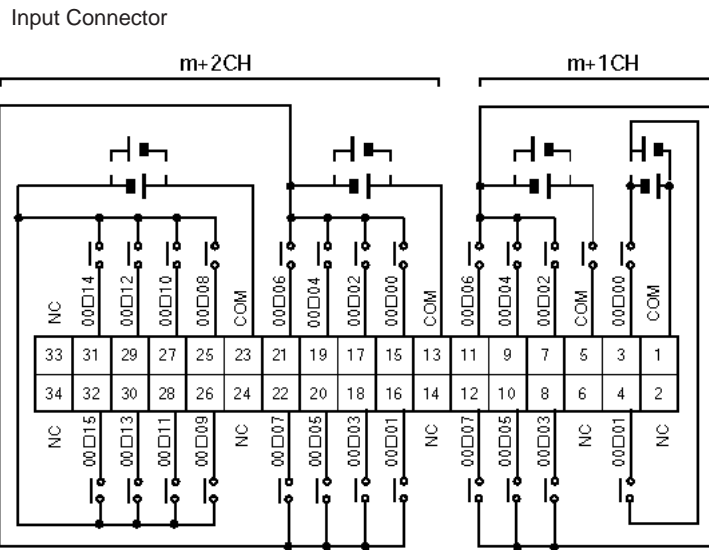 Input Connector
m+2CH
m+1CH
NC
00□14
00□12
00□10
00□08
COM
00□06
00□04
00□02
00□00
COM
00□06
00□04
00□02
COM
00□00
COM
33 31 29 27 25 23 21 19 17 15 13 11 9 7 5 3 1
34 32 30 28 26 24 22 20 18 16 14 12 10 8 6 4 2
NC
00□15
00□13
00□11
00□09
NC
00□07
00□05
00□03
00□01
NC
00□07
00□05
00□03
NC
00□01
NC